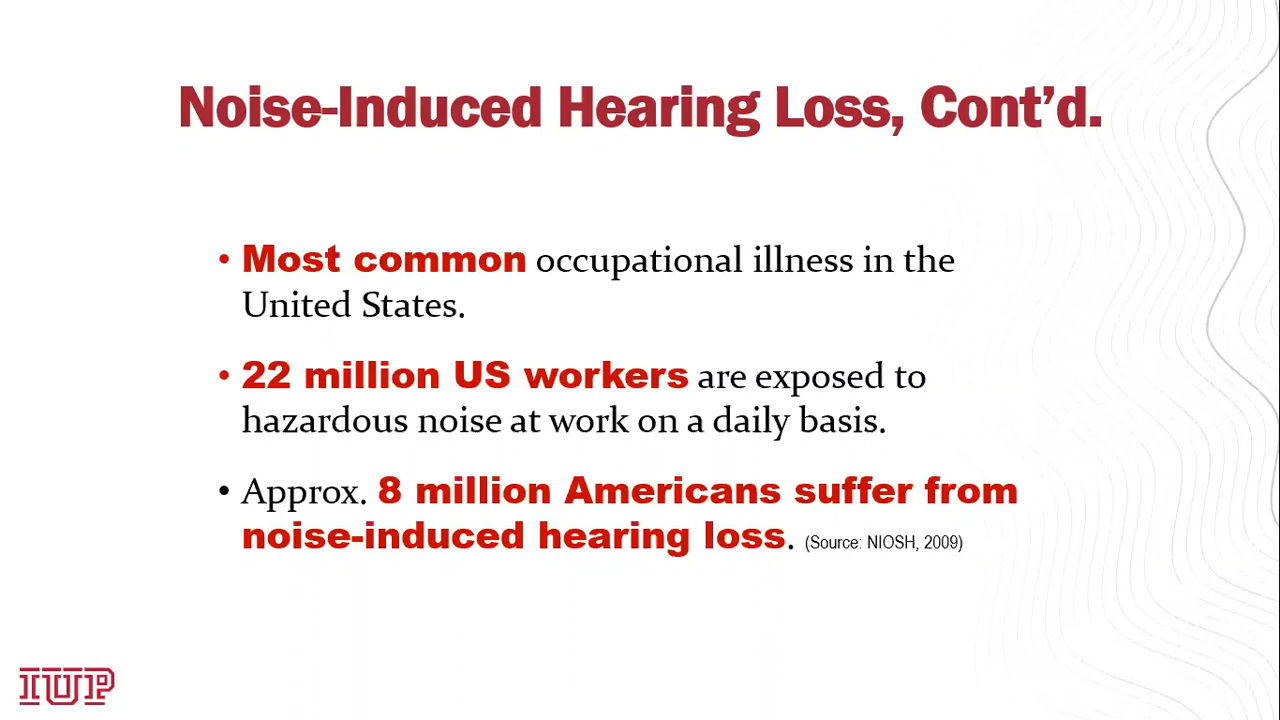 Noise-Induced Hearing Loss, Cont’d.
• Most common occupational illness in the
United States.
• 22 million US workers are exposed to
hazardous noise at work on a daily basis.
• Approx. 8 million Americans suffer from
noise-induced hearing loss. (Source: NIOSH, 2009)
IUP